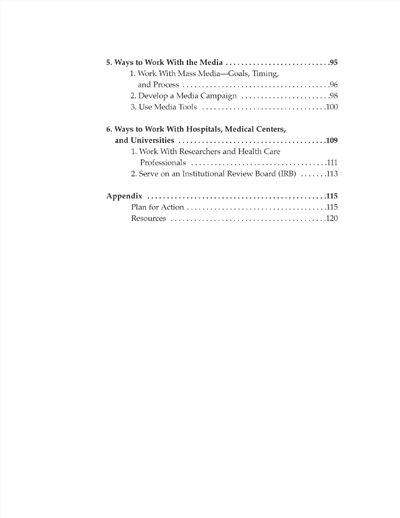 5. Ways to Work With the Media . . . . . . . . . . . . . . . . . . . . . . . . . .95
1. Work With Mass Media—Goals, Timing,
and Process . . . . . . . . . . . . . . . . . . . . . . . . . . . . . . . . . . . . .96
2. Develop a Media Campaign . . . . . . . . . . . . . . . . . . . . . .98
3. Use Media Tools . . . . . . . . . . . . . . . . . . . . . . . . . . . . . . .100
6. Ways to Work With Hospitals, Medical Centers,
and Universities . . . . . . . . . . . . . . . . . . . . . . . . . . . . . . . . . . . . .109
1. Work With Researchers and Health Care
Professionals . . . . . . . . . . . . . . . . . . . . . . . . . . . . . . . . . .111
2. Serve on an Institutional Review Board (IRB) . . . . . . .113
Appendix . . . . . . . . . . . . . . . . . . . . . . . . . . . . . . . . . . . . . . . . . . . . .115
Plan for Action . . . . . . . . . . . . . . . . . . . . . . . . . . . . . . . . . . .115
Resources . . . . . . . . . . . . . . . . . . . . . . . . . . . . . . . . . . . . . . .120